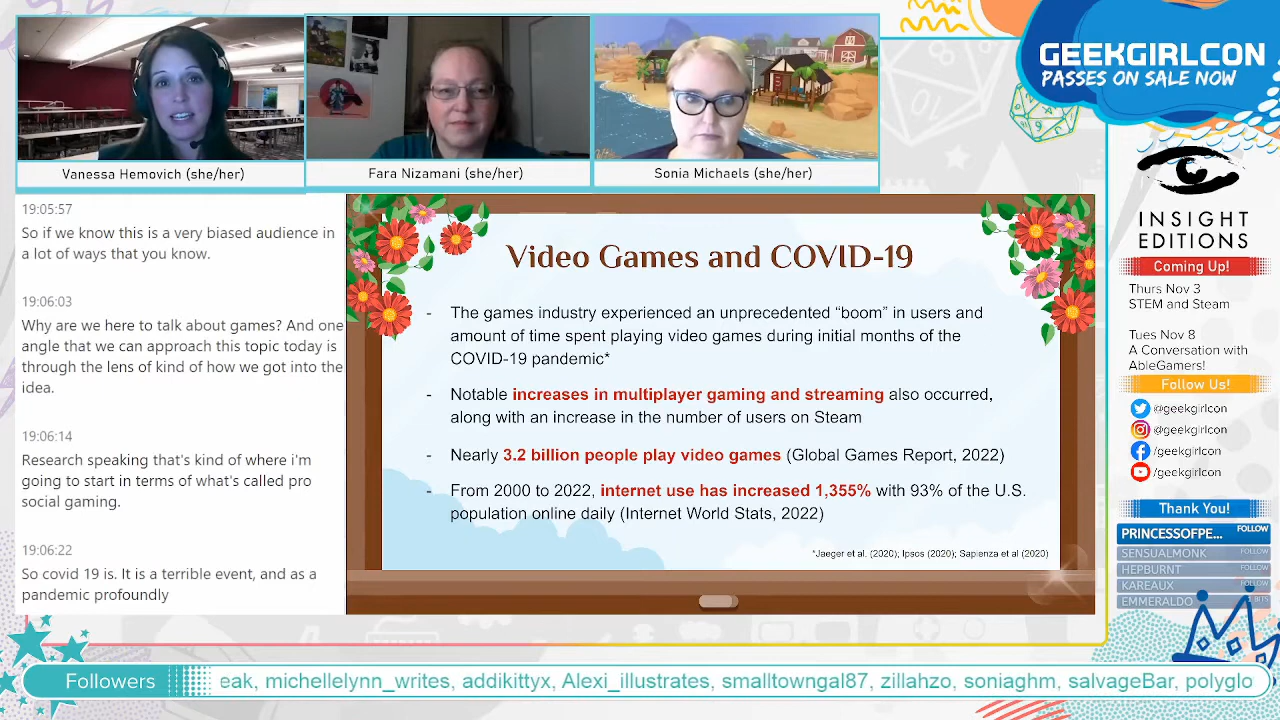 Vanessa Hemovich (she/her)
Fara Nizamani (she/her)
Sonia Michaels (she/her)
GEEKGIRLCON
PASSES ON SALE NOW
19:05:57
So if we know this is a very biased audience in
a lot of ways that you know.
19:06:03
Why are we here to talk about games? And one
angle that we can approach this topic today is
through the lens of kind of how we got into the
idea.
19:06:14
Research speaking that's kind of where i'm
going to start in terms of what's called pro
social gaming.
19:06:22
So covid 19 is. It is a terrible event, and as a
pandemic profoundly
Video Games and COVID-19
- The games industry experienced an unprecedented “boom” in users and
amount of time spent playing video games during initial months of the
COVID-19 pandemic*
- Notable increases in multiplayer gaming and streaming also occurred,
along with an increase in the number of users on Steam
- Nearly 3.2 billion people play video games (Global Games Report, 2022)
- From 2000 to 2022, internet use has increased 1,355% with 93% of the U.S.
population online daily (Internet World Stats, 2022)
*Jaeger et al. (2020); Ipsos (2020); Sapienza et al (2020)
INSIGHT
EDITIONS
Coming Up!
Thurs Nov 3
STEM and Steam
Tues Nov 8
A Conversation with
AbleGamers!
Follow Us!
@geekgirlcon
@geekgirlcon
/geekgirlcon
/geekgirlcon
Thank You!
PRINCESSOFPE... FOLLOW
SENSUALMONK FOLLOW
HEPBURNT FOLLOW
KAREAUX FOLLOW
EMMERALDO BITS
Followers eak, michellelynn_writes, addikittyx, Alexi_illustrates, smalltowngal87, zillahzo, soniaghm, salvageBar, polyglo